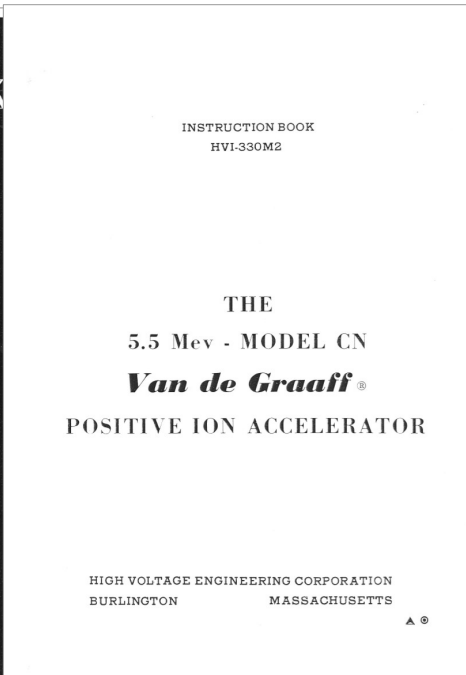 INSTRUCTION BOOK
HVI-330M2
THE
5.5 Mev - MODEL CN
Van de Graaff ®
POSITIVE ION ACCELERATOR
HIGH VOLTAGE ENGINEERING CORPORATION
BURLINGTON MASSACHUSETTS